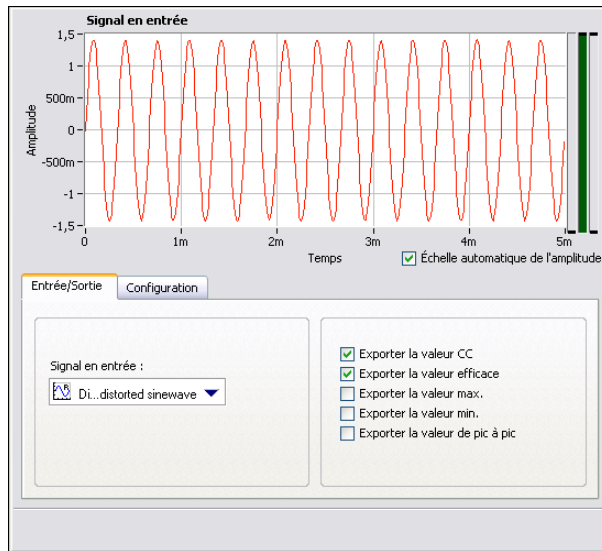 Signal en entrée
1,5
1
500m
0
-500m
-1
-1,5
Amplitude
0 1m 2m 3m 4m 5m
Temps
Échelle automatique de l'amplitude
Entrée/Sortie
Configuration
Signal en entrée :
Di...distorted sinewave
Exporter la valeur CC
Exporter la valeur efficace
Exporter la valeur max.
Exporter la valeur min.
Exporter la valeur de pic à pic